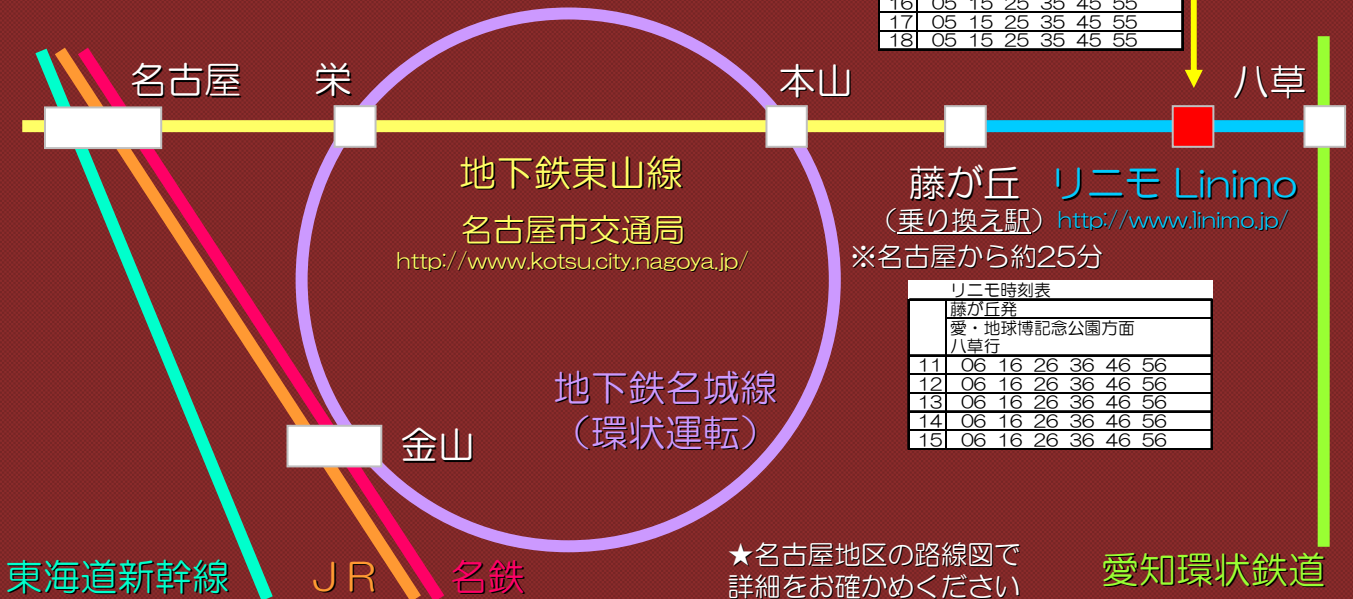 16 05 15 25 35 45 55
17 05 15 25 35 45 55
18 05 15 25 35 45 55
名古屋
栄
本山
八草
地下鉄東山線
名古屋市交通局
http://www.kotsu.city.nagoya.jp/
藤が丘
(乗り換え駅)
※名古屋から約25分
リニモ Linimo
http://www.linimo.jp/
リニモ時刻表
藤が丘発
愛・地球博記念公園方面
八草行
11 06 16 26 36 46 56
12 06 16 26 36 46 56
13 06 16 26 36 46 56
14 06 16 26 36 46 56
15 06 16 26 36 46 56
地下鉄名城線
(環状運転)
金山
東海道新幹線
JR
名鉄
★名古屋地区の路線図で
詳細をお確かめください
愛知環状鉄道